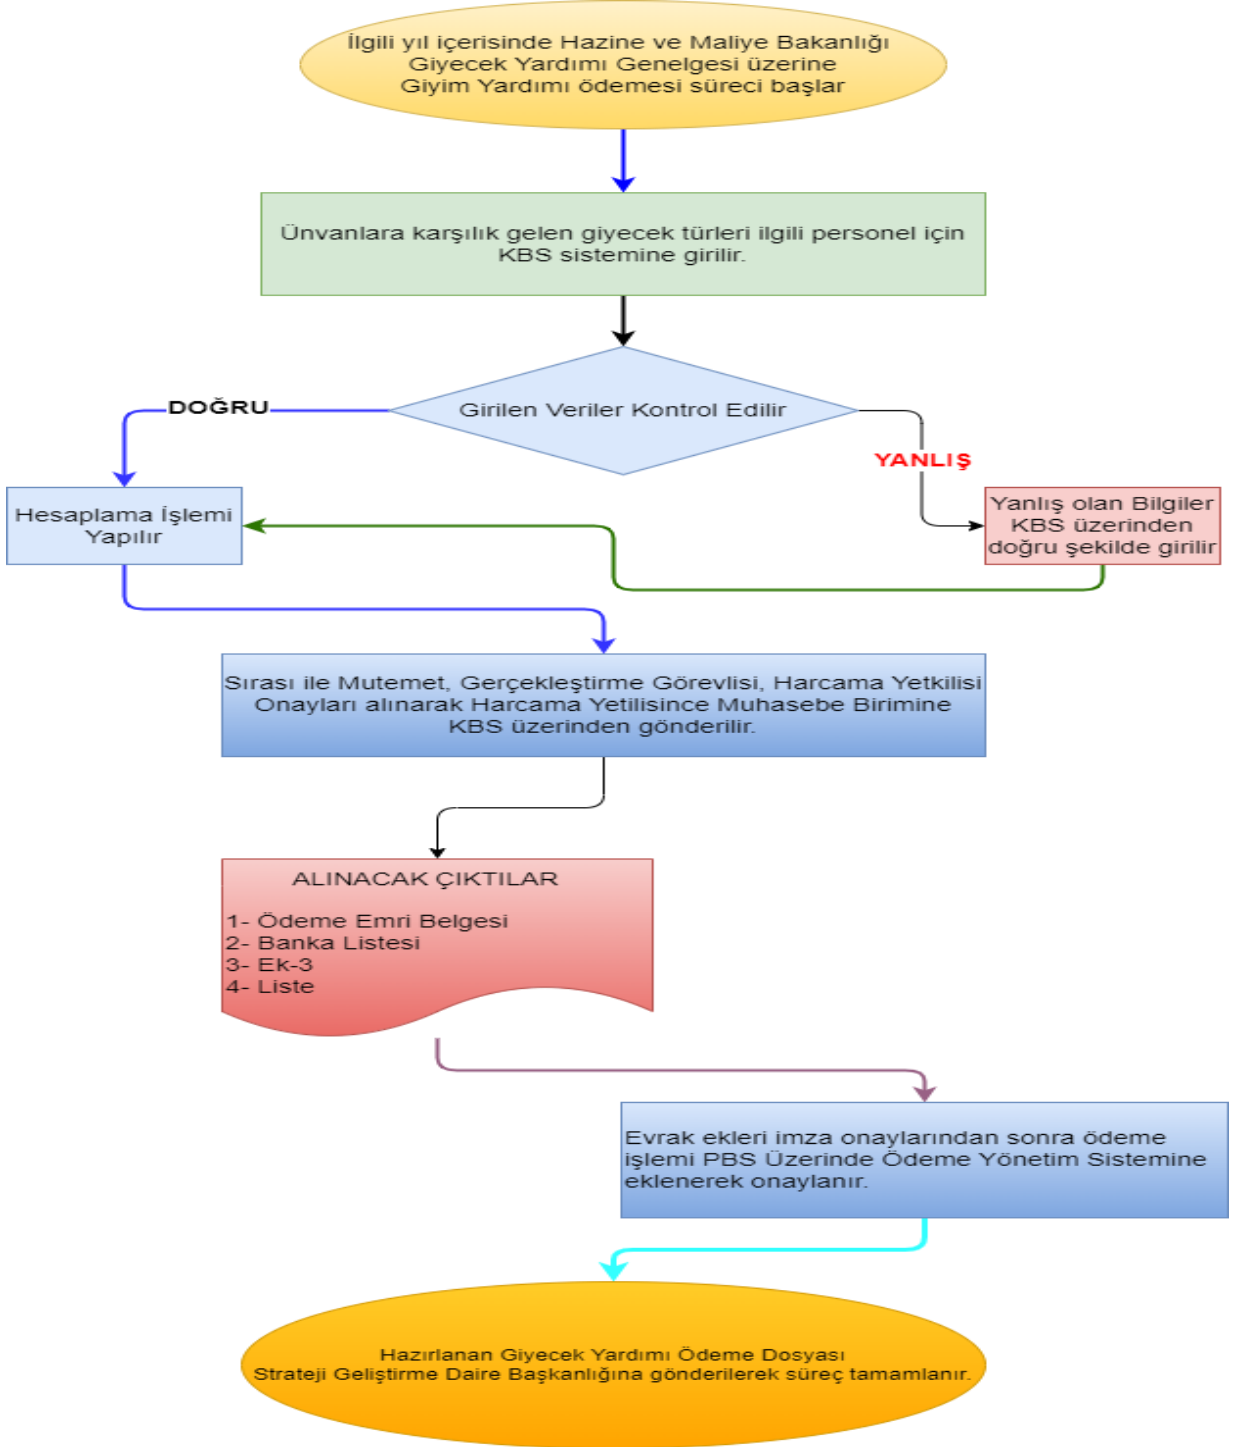 İlgili yıl içerisinde Hazine ve Maliye Bakanlığı
Giyecek Yardımı Genelgesi üzerine
Giyim Yardımı ödemesi süreci başlar
Ünvanlara karşılık gelen giyecek türleri ilgili personel için
KBS sistemine girilir.
Girilen Veriler Kontrol Edilir
DOĞRU
YANLIŞ
Hesaplama İşlemi
Yapılır
Yanlış olan Bilgiler
KBS üzerinden
doğru şekilde girilir
Sırası ile Mutemet, Gerçekleştirme Görevlisi, Harcama Yetkilisi
Onayları alınarak Harcama Yetilisince Muhasebe Birimine
KBS üzerinden gönderilir.
ALINACAK ÇIKTILAR
1- Ödeme Emri Belgesi
2- Banka Listesi
3- Ek-3
4- Liste
Evrak ekleri imza onaylarından sonra ödeme
işlemi PBS Üzerinde Ödeme Yönetim Sistemine
eklenerek onaylanır.
Hazırlanan Giyecek Yardımı Ödeme Dosyası
Strateji Geliştirme Daire Başkanlığına gönderilerek süreç tamamlanır.